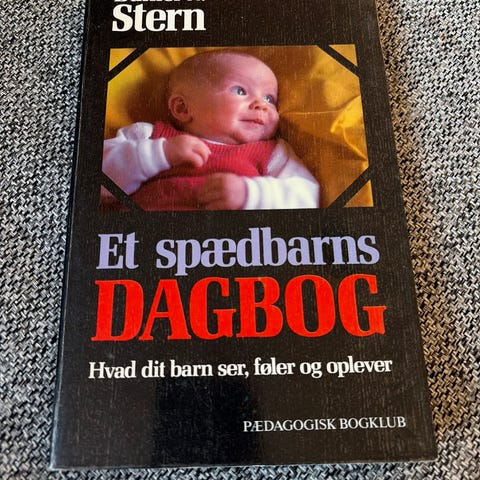 Stern
Et spædbarns
DAGBOG
Hvad dit barn ser, føler og oplever
PÆDAGOGISK BOGKLUB